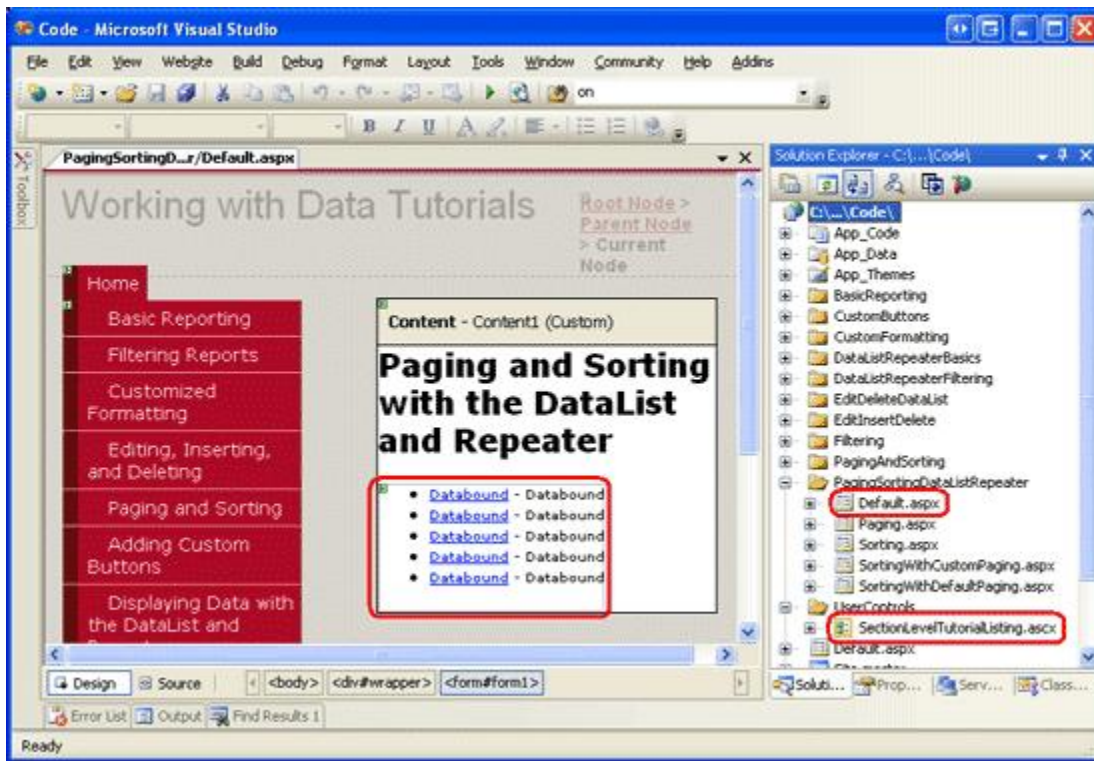 Code - Microsoft Visual Studio
File Edit View Website Build Debug Format Layout Tools Window Community Help Addins
on
B I U A
Toolbox
PagingSortingD...r/Default.aspx
Working with Data Tutorials
Root Node >
Parent Node
> Current
Node
Home
Basic Reporting
Filtering Reports
Customized
Formatting
Editing, Inserting,
and Deleting
Paging and Sorting
Adding Custom
Buttons
Displaying Data with
the DataList and
Content - Content1 (Custom)
Paging and Sorting
with the DataList
and Repeater
• Databound - Databound
• Databound - Databound
• Databound - Databound
• Databound - Databound
• Databound - Databound
Design Source <body> <div#wrapper> <form#form1>
Solution Explorer - C:\...\Code\
C:\...\Code\
App_Code
App_Data
App_Themes
BasicReporting
CustomButtons
CustomFormatting
DataListRepeaterBasics
DataListRepeaterFiltering
EditDeleteDataList
EditInsertDelete
Filtering
PagingAndSorting
PagingSortingDataListRepeater
Default.aspx
Paging.aspx
Sorting.aspx
SortingWithCustomPaging.aspx
SortingWithDefaultPaging.aspx
UserControls
SectionLevelTutorialListing.ascx
Default.aspx
Soluti... Prop... Serv... Class...
Error List Output Find Results 1
Ready